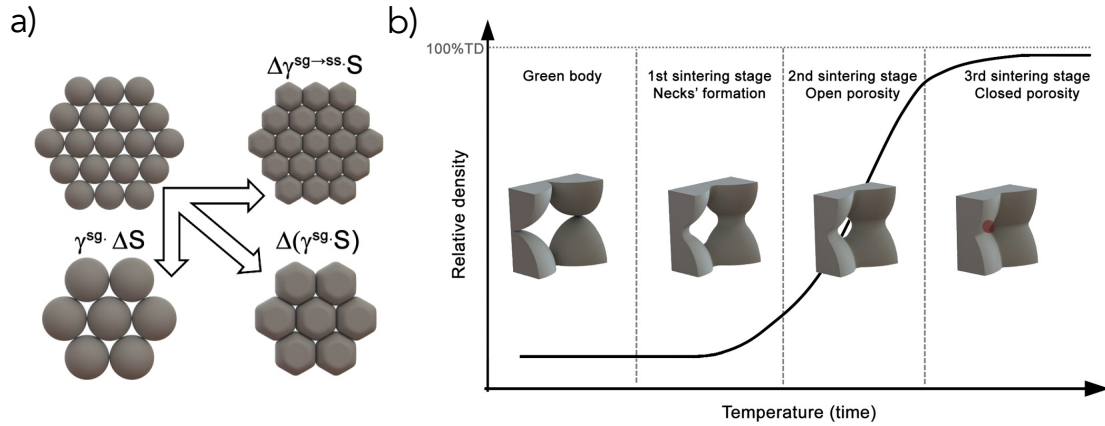 a)
Δγˢᵍ→ˢˢ·S
γˢᵍ· ΔS
Δ(γˢᵍ·S)
b)
100%TD
Green body
1st sintering stage
Necks' formation
2nd sintering stage
Open porosity
3rd sintering stage
Closed porosity
Relative density
Temperature (time)